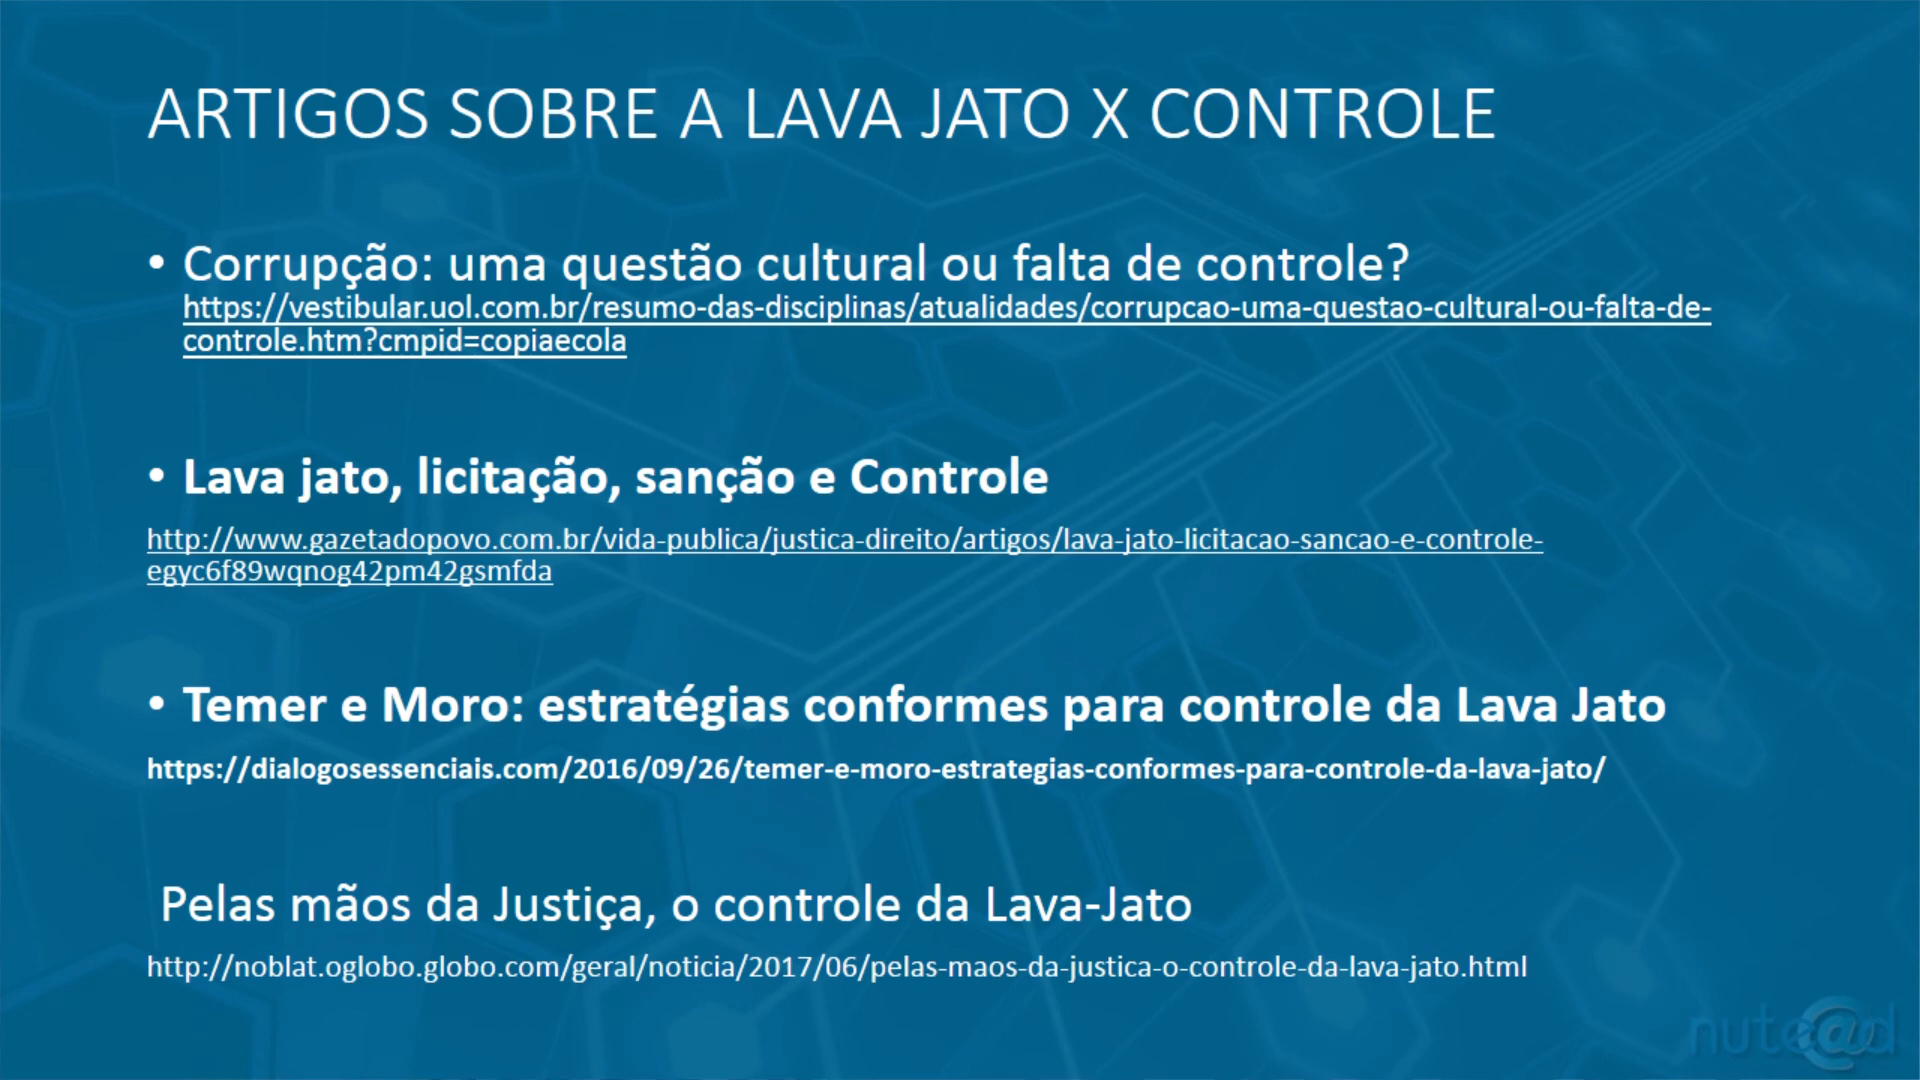 ARTIGOS SOBRE A LAVA JATO X CONTROLE
• Corrupção: uma questão cultural ou falta de controle?
https://vestibular.uol.com.br/resumo-das-disciplinas/atualidades/corrupcao-uma-questao-cultural-ou-falta-de-
controle.htm?cmpid=copiaecola
• Lava jato, licitação, sanção e Controle
http://www.gazetadopovo.com.br/vida-publica/justica-direito/artigos/lava-jato-licitacao-sancao-e-controle-
egyc6f89wqnog42pm42gsmfda
• Temer e Moro: estratégias conformes para controle da Lava Jato
https://dialogosessenciais.com/2016/09/26/temer-e-moro-estrategias-conformes-para-controle-da-lava-jato/
Pelas mãos da Justiça, o controle da Lava-Jato
http://noblat.oglobo.globo.com/geral/noticia/2017/06/pelas-maos-da-justica-o-controle-da-lava-jato.html
nute@d